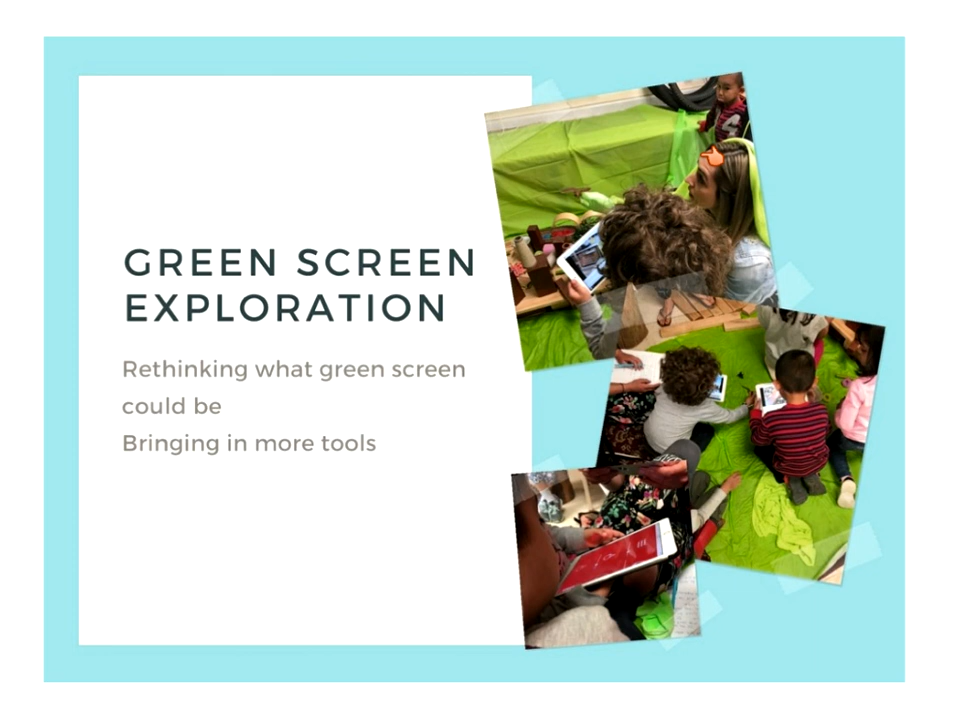 GREEN SCREEN
EXPLORATION
Rethinking what green screen
could be
Bringing in more tools